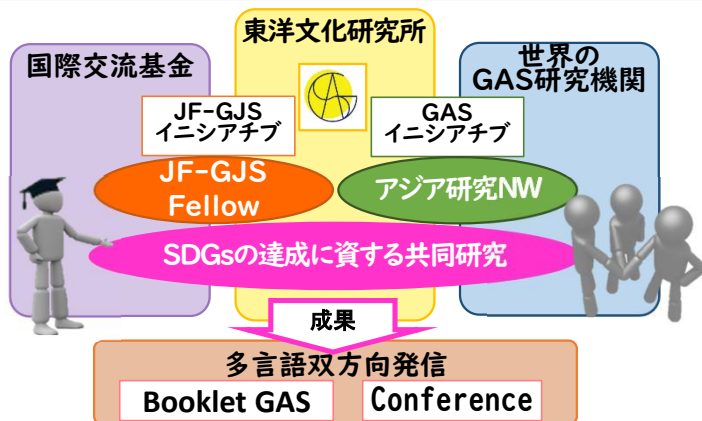 東洋文化研究所
国際交流基金
世界の
GAS研究機関
JF-GJS
イニシアチブ
GAS
イニシアチブ
JF-GJS
Fellow
アジア研究NW
SDGsの達成に資する共同研究
成果
多言語双方向発信
Booklet GAS
Conference